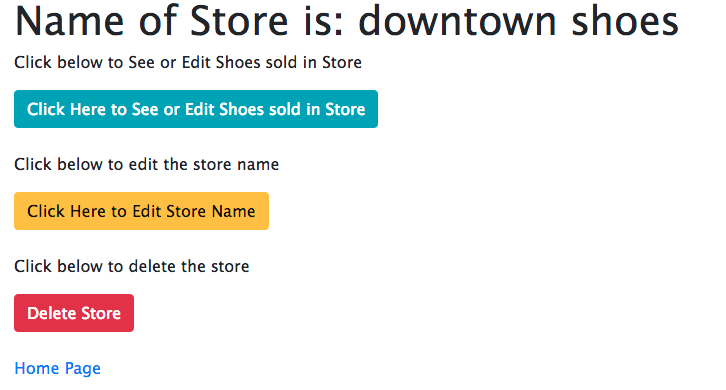 Name of Store is: downtown shoes
Click below to See or Edit Shoes sold in Store
Click Here to See or Edit Shoes sold in Store
Click below to edit the store name
Click Here to Edit Store Name
Click below to delete the store
Delete Store
Home Page